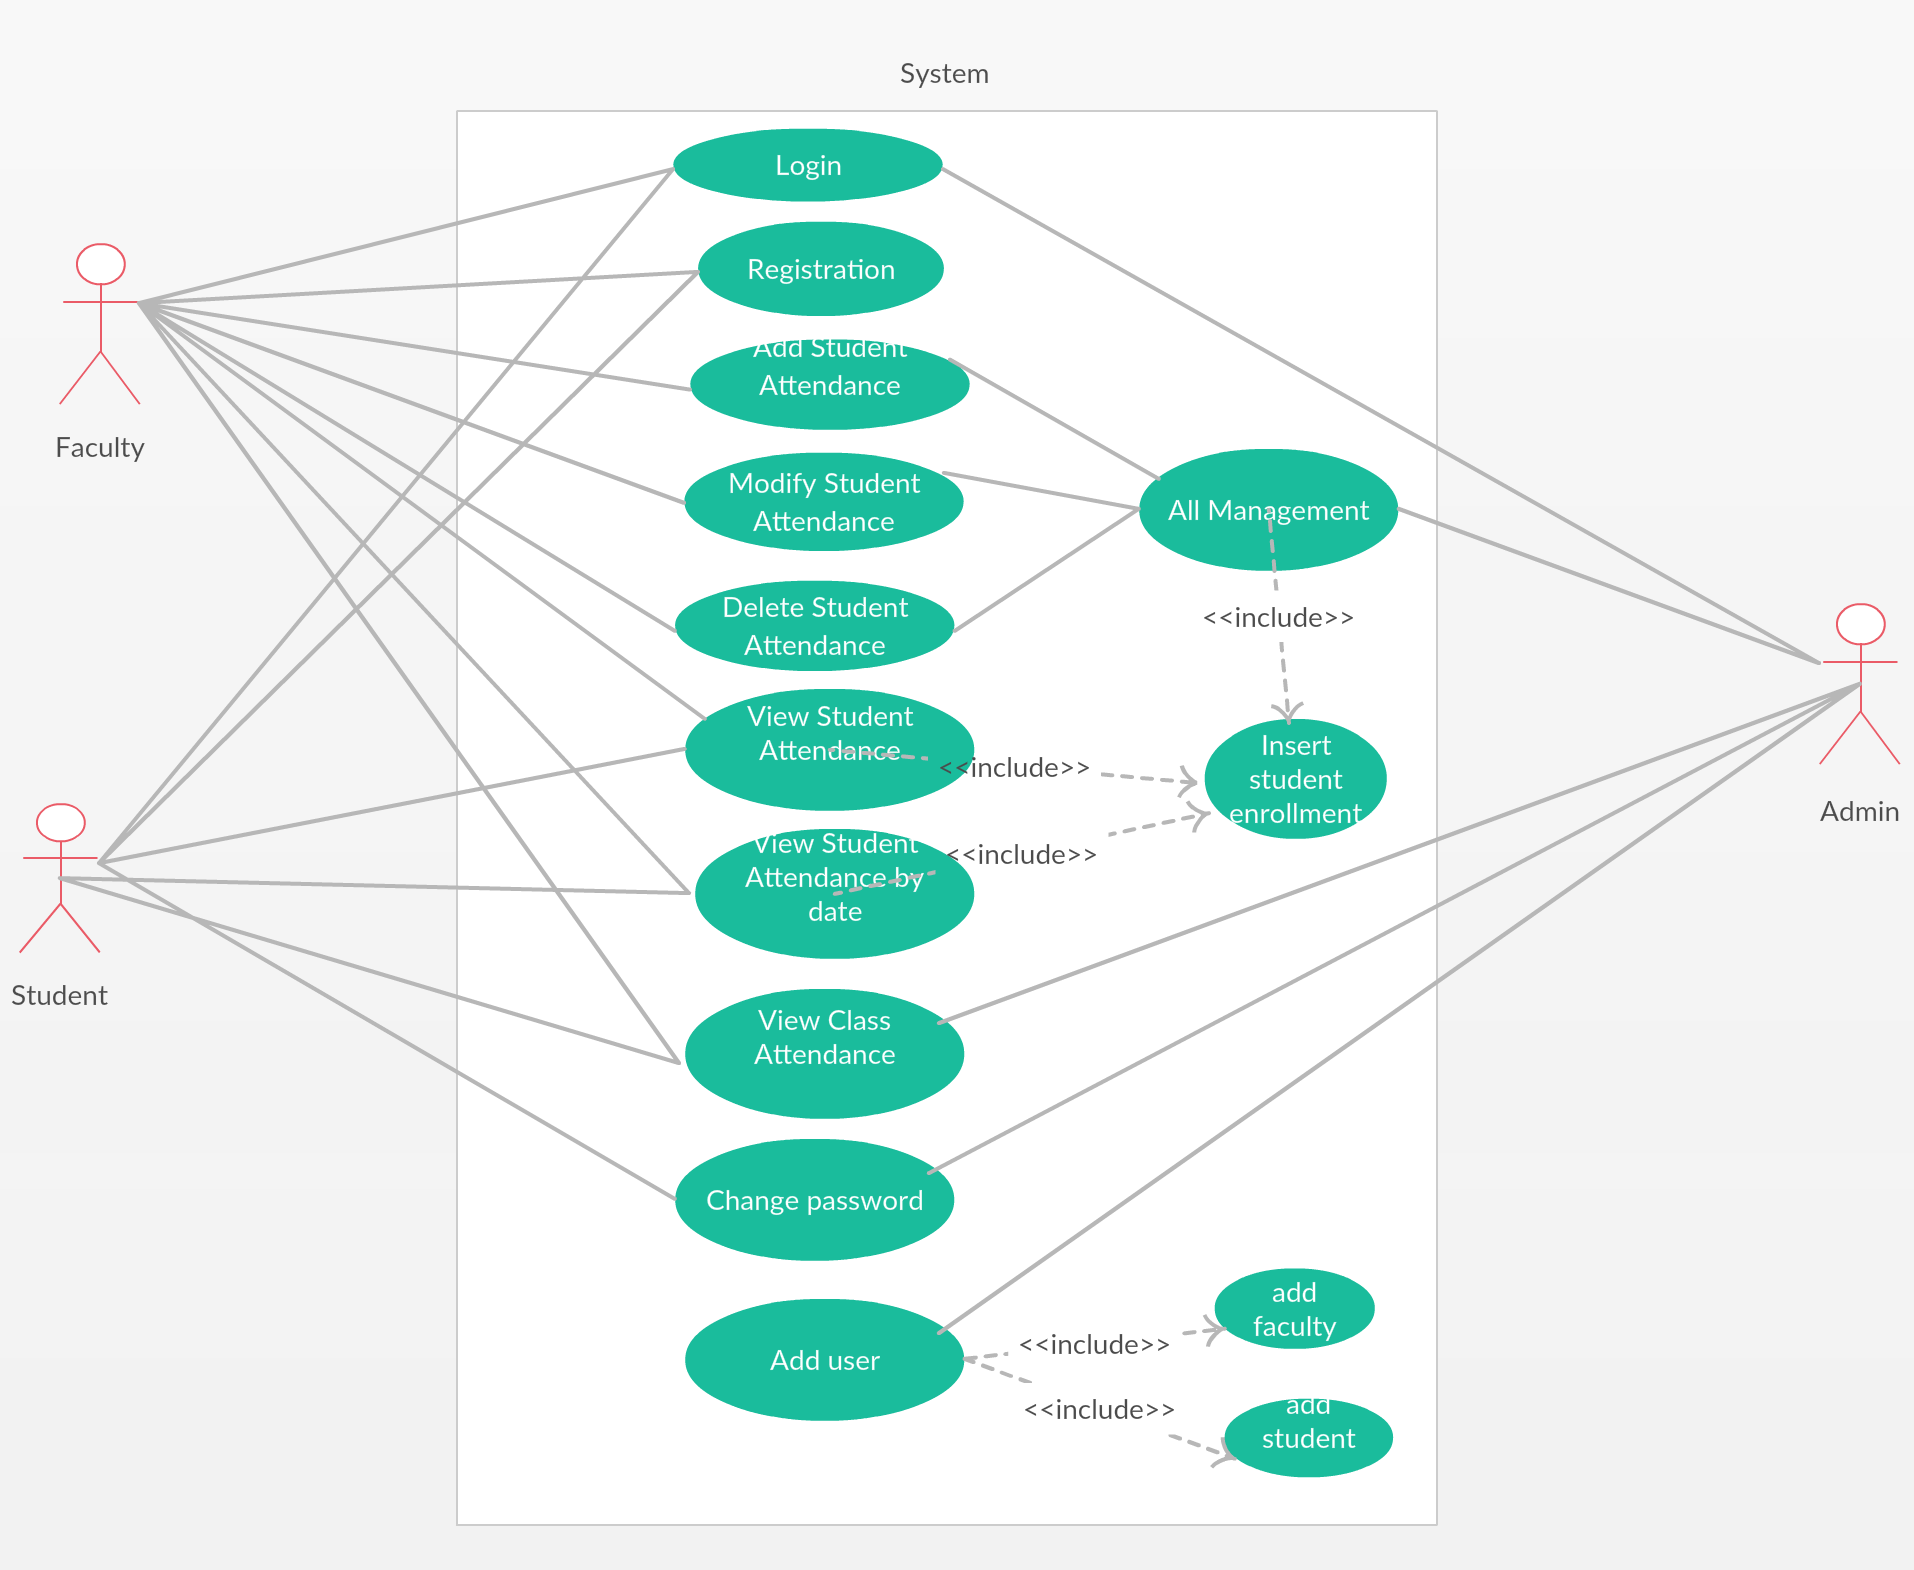 System
Login
Registration
Add Student
Attendance
Modify Student
Attendance
Delete Student
Attendance
View Student
Attendance
View Student
Attendance by
date
View Class
Attendance
Change password
Add user
All Management
<<include>>
Insert
student
enrollment
<<include>>
<<include>>
<<include>>
<<include>>
add
faculty
add
student
Faculty
Student
Admin